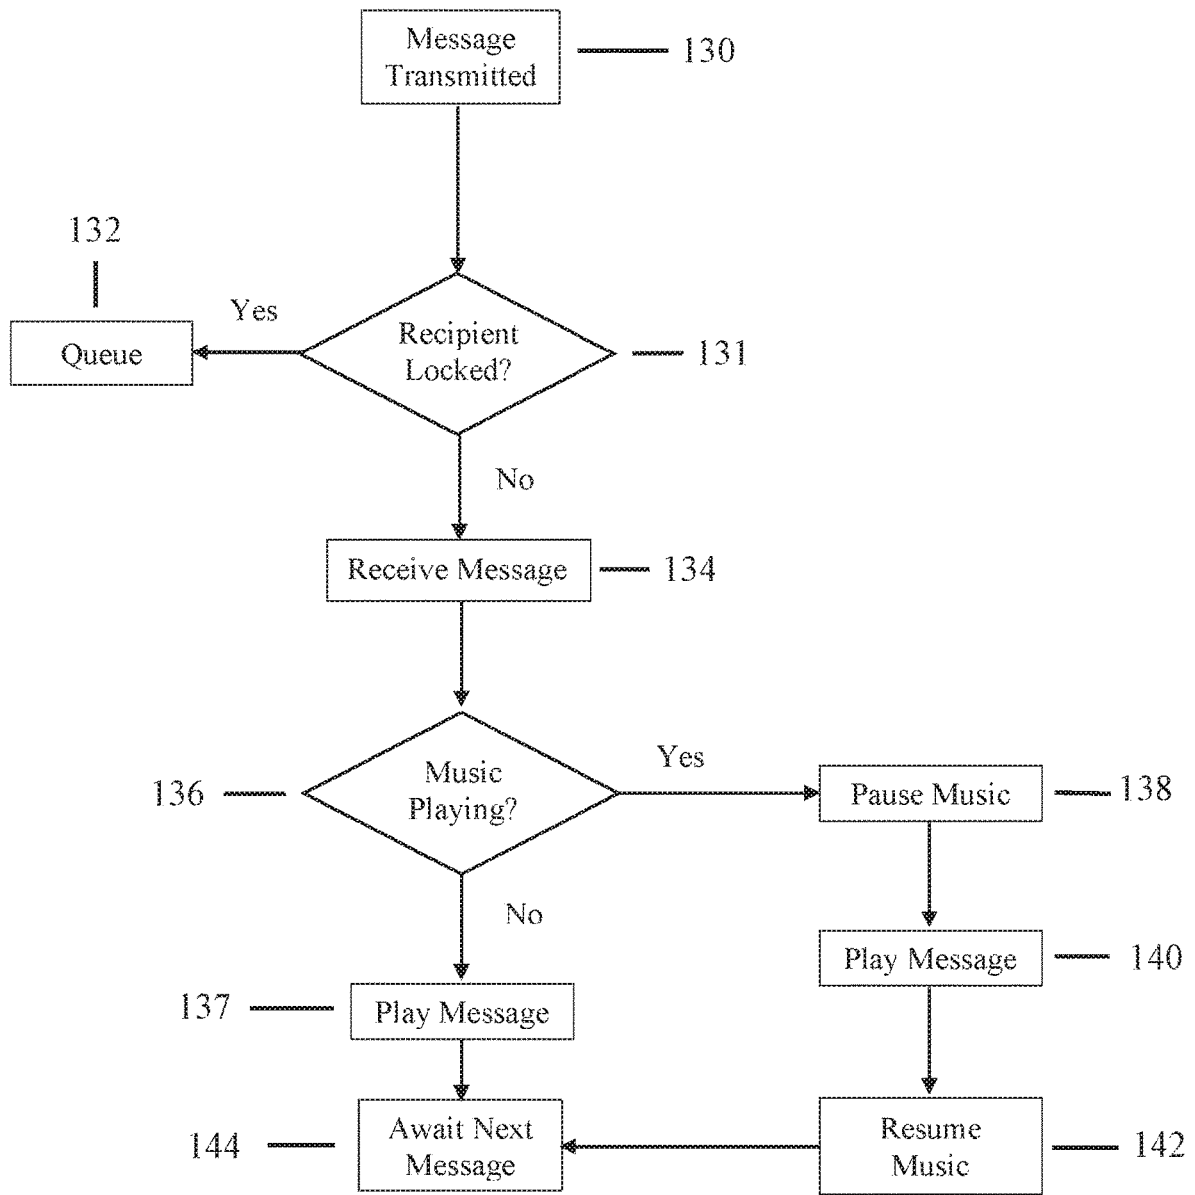 Message
Transmitted
130
132
Yes
Queue
Recipient
Locked?
131
No
Receive Message
134
136
Music
Playing?
Yes
Pause Music
138
No
Play Message
140
137
Play Message
144
Await Next
Message
Resume
Music
142